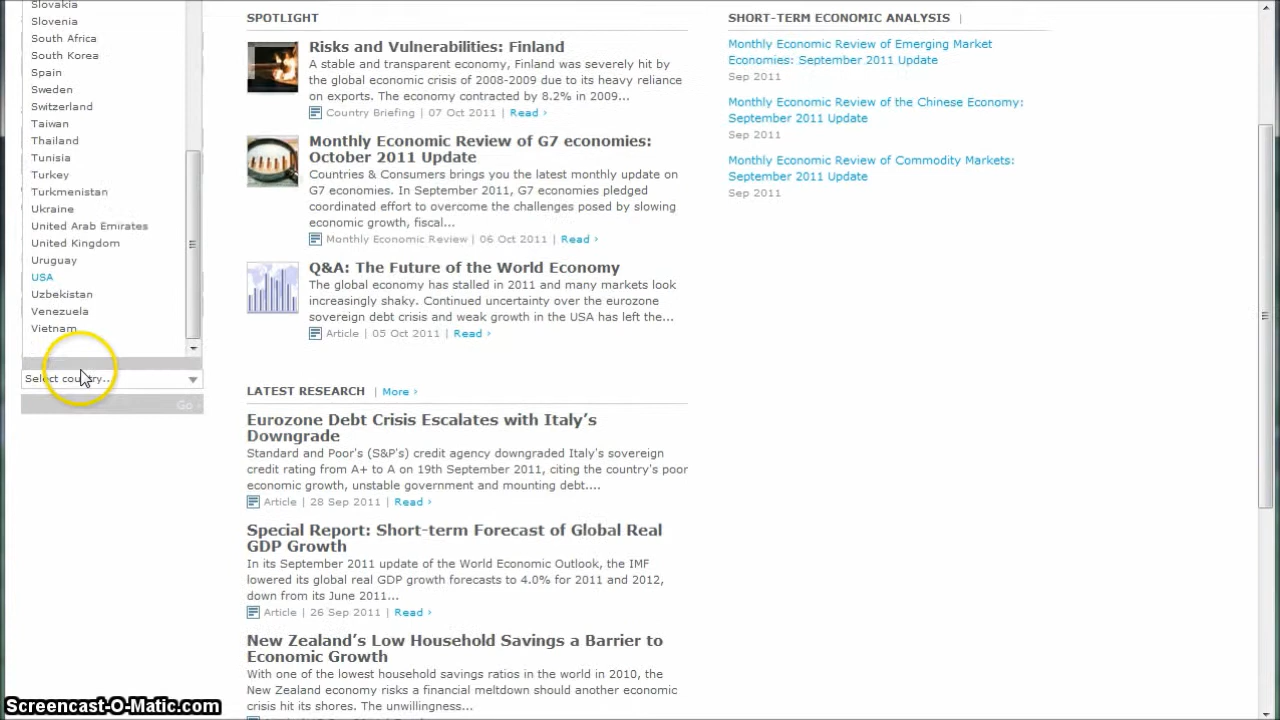 Slovakia
Slovenia
South Africa
South Korea
Spain
Sweden
Switzerland
Taiwan
Thailand
Tunisia
Turkey
Turkmenistan
Ukraine
United Arab Emirates
United Kingdom
Uruguay
USA
Uzbekistan
Venezuela
Vietnam
Select country...
Go ›
SPOTLIGHT
Risks and Vulnerabilities: Finland
A stable and transparent economy, Finland was severely hit by
the global economic crisis of 2008-2009 due to its heavy reliance
on exports. The economy contracted by 8.2% in 2009...
Country Briefing | 07 Oct 2011 | Read ›
Monthly Economic Review of G7 economies:
October 2011 Update
Countries & Consumers brings you the latest monthly update on
G7 economies. In September 2011, G7 economies pledged
coordinated effort to overcome the challenges posed by slowing
economic growth, fiscal...
Monthly Economic Review | 06 Oct 2011 | Read ›
Q&A: The Future of the World Economy
The global economy has stalled in 2011 and many markets look
increasingly shaky. Continued uncertainty over the eurozone
sovereign debt crisis and weak growth in the USA has left the...
Article | 05 Oct 2011 | Read ›
LATEST RESEARCH | More ›
Eurozone Debt Crisis Escalates with Italy's
Downgrade
Standard and Poor's (S&P's) credit agency downgraded Italy's sovereign
credit rating from A+ to A on 19th September 2011, citing the country's poor
economic growth, unstable government and mounting debt....
Article | 28 Sep 2011 | Read ›
Special Report: Short-term Forecast of Global Real
GDP Growth
In its September 2011 update of the World Economic Outlook, the IMF
lowered its global real GDP growth forecasts to 4.0% for 2011 and 2012,
down from its June 2011...
Article | 26 Sep 2011 | Read ›
New Zealand's Low Household Savings a Barrier to
Economic Growth
With one of the lowest household savings ratios in the world in 2010, the
New Zealand economy risks a financial meltdown should another economic
crisis hit its shores. The unwillingness...
SHORT-TERM ECONOMIC ANALYSIS |
Monthly Economic Review of Emerging Market
Economies: September 2011 Update
Sep 2011
Monthly Economic Review of the Chinese Economy:
September 2011 Update
Sep 2011
Monthly Economic Review of Commodity Markets:
September 2011 Update
Sep 2011
Screencast-O-Matic.com